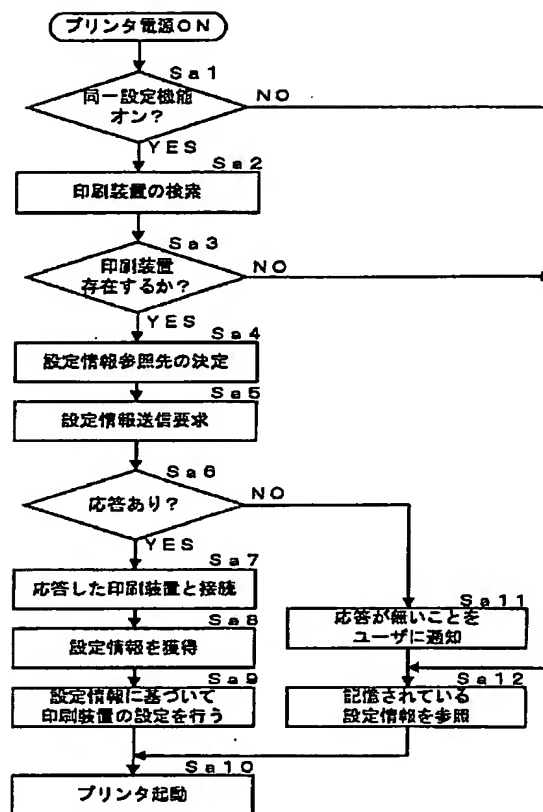 プリンタ電源ON
Sa1
同一設定機能
オン?
NO
YES
Sa2
印刷装置の検索
Sa3
印刷装置
存在するか?
NO
YES
Sa4
設定情報参照先の決定
Sa5
設定情報送信要求
Sa6
応答あり?
NO
YES
Sa7
応答した印刷装置と接続
Sa8
設定情報を獲得
Sa9
設定情報に基づいて
印刷装置の設定を行う
Sa11
応答が無いことを
ユーザに通知
Sa12
記憶されている
設定情報を参照
Sa10
プリンタ起動